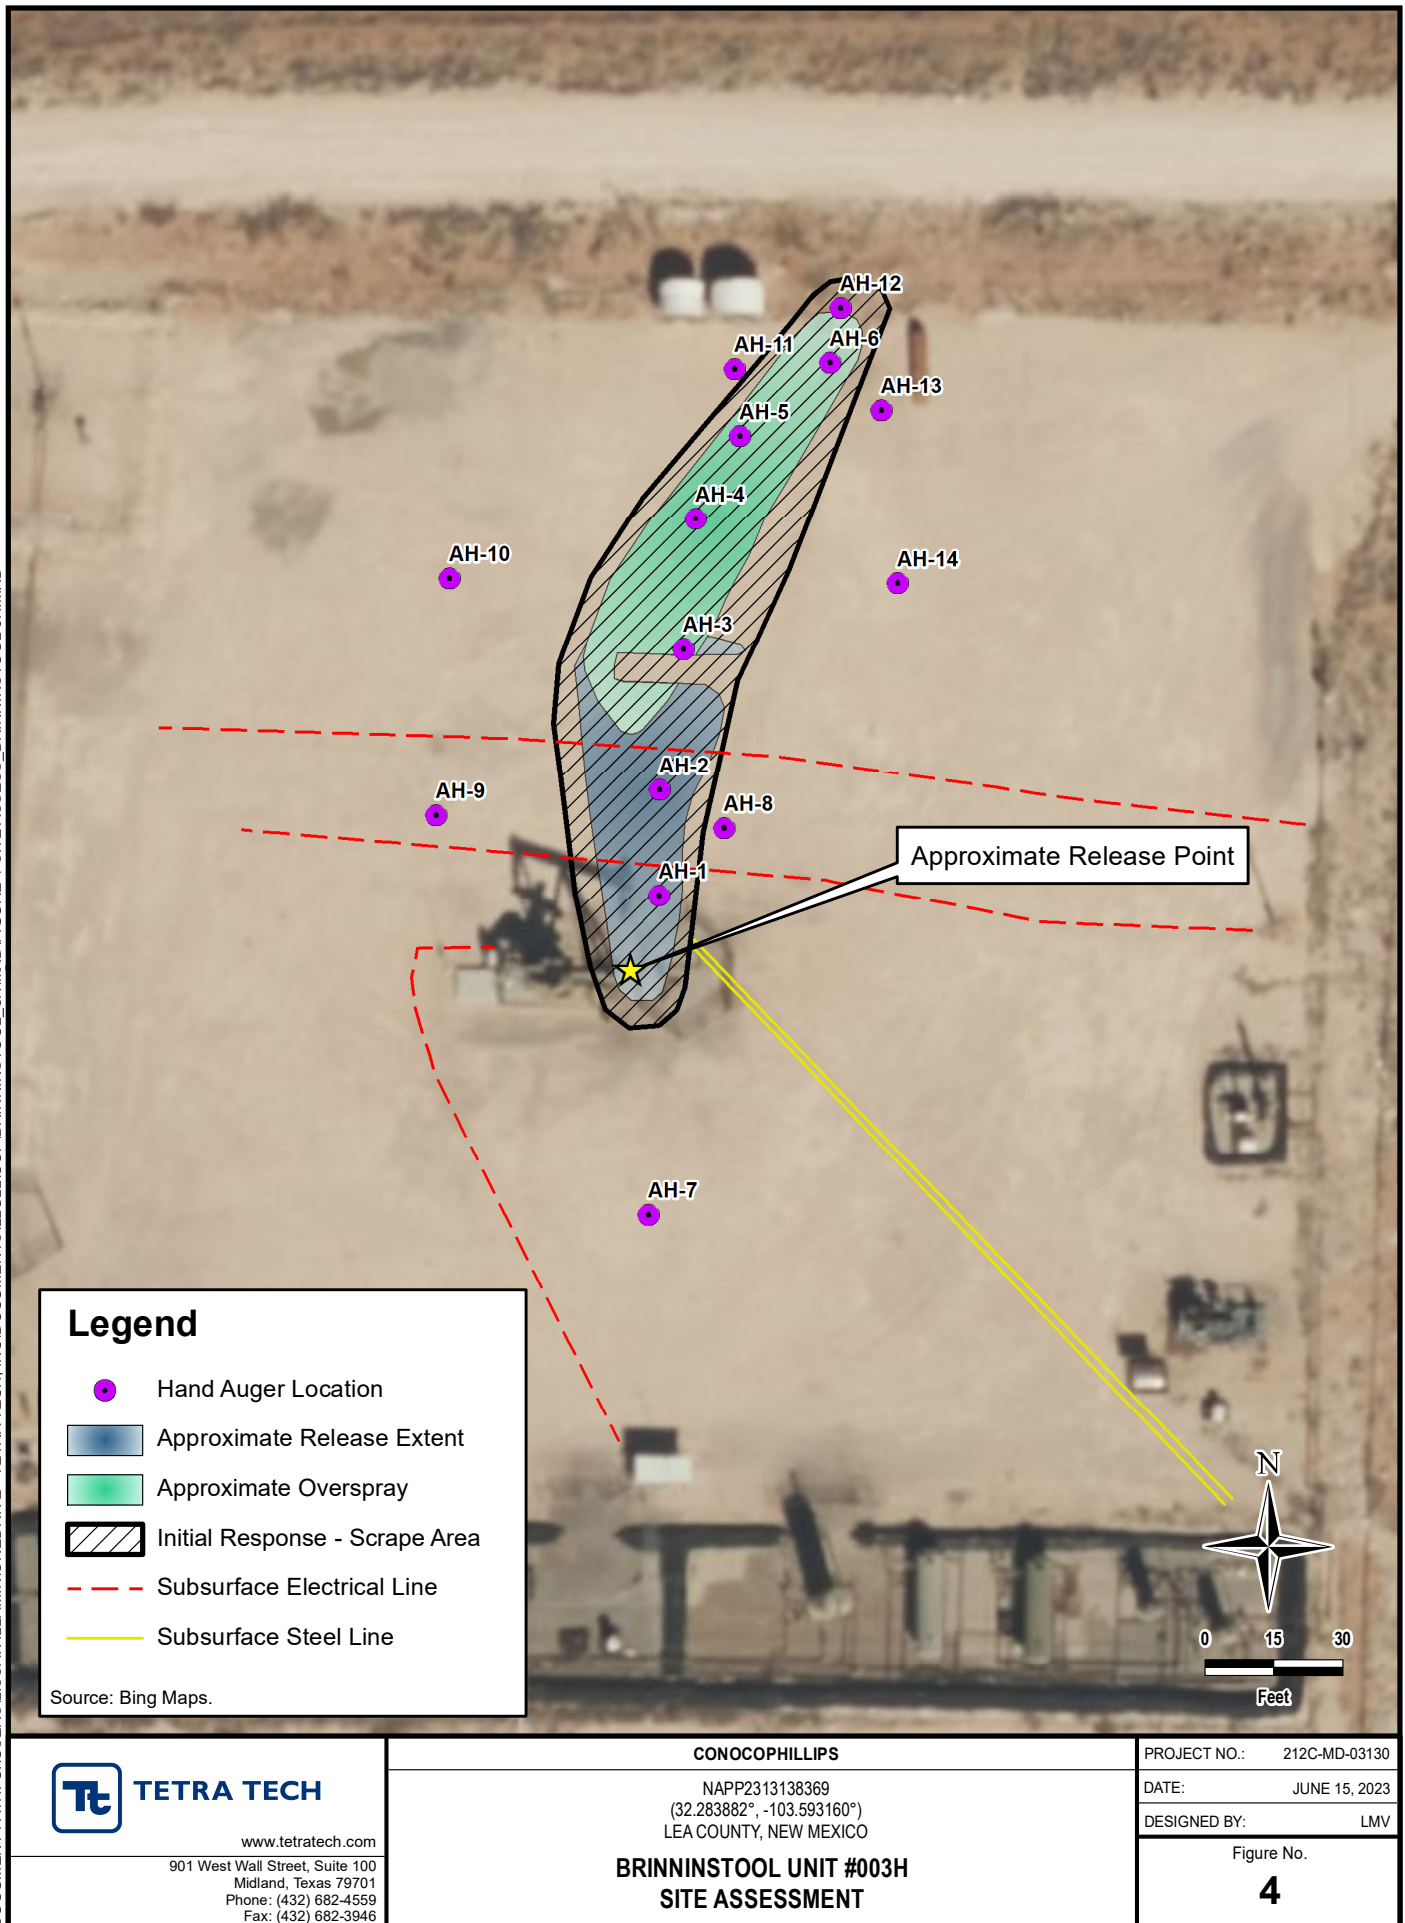 AH-12
AH-11
AH-6
AH-13
AH-5
AH-4
AH-10
AH-14
AH-3
AH-2
AH-9
AH-8
Approximate Release Point
AH-1
AH-7
Legend
Hand Auger Location
Approximate Release Extent
Approximate Overspray
Initial Response - Scrape Area
Subsurface Electrical Line
Subsurface Steel Line
Source: Bing Maps.
N
0 15 30
Feet
Tt TETRA TECH
www.tetratech.com
901 West Wall Street, Suite 100
Midland, Texas 79701
Phone: (432) 682-4559
Fax: (432) 682-3946
CONOCOPHILLIPS
NAPP2313138369
(32.283882°, -103.593160°)
LEA COUNTY, NEW MEXICO
BRINNINSTOOL UNIT #003H
SITE ASSESSMENT
PROJECT NO.: 212C-MD-03130
DATE: JUNE 15, 2023
DESIGNED BY: LMV
Figure No.
4